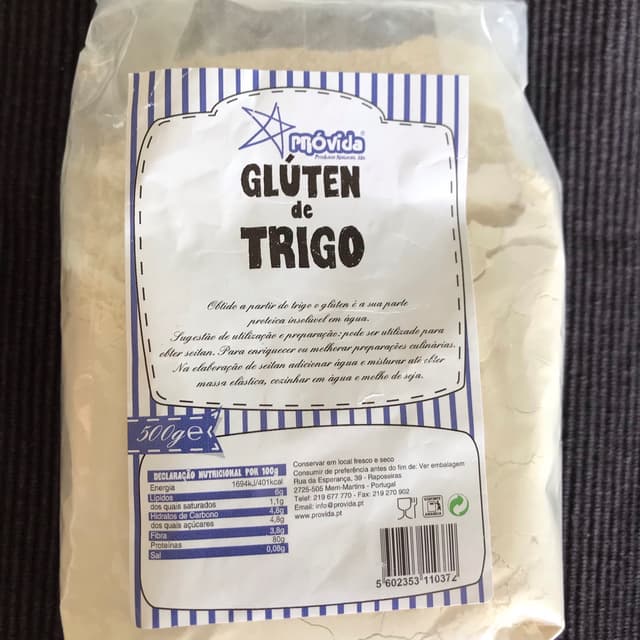 Próvida®
Produtos Naturais, Lda
GLÚTEN
de
TRIGO
Obtido a partir do trigo o glúten é a sua parte
proteica insolúvel em água.
Sugestão de utilização e preparação: pode ser utilizado para
obter seitan. Para enriquecer ou melhorar preparações culinárias.
Na elaboração de seitan adicionar água e misturar até obter
massa elástica, cozinhar em água e molho de soja.
500g e
DECLARAÇÃO NUTRICIONAL POR 100g
Energia 1694kJ/401kcal
Lípidos 6g
dos quais saturados 1,1g
Hidratos de Carbono 4,8g
dos quais açúcares 4,8g
Fibra 3,8g
Proteínas 80g
Sal 0,08g
Conservar em local fresco e seco
Consumir de preferência antes do fim de: Ver embalagem
Rua da Esperança, 39 - Raposeiras
2725-505 Mem-Martins - Portugal
Telef: 219 677 770 - Fax: 219 270 902
Email: info@provida.pt
www.provida.pt
5 602353 110372